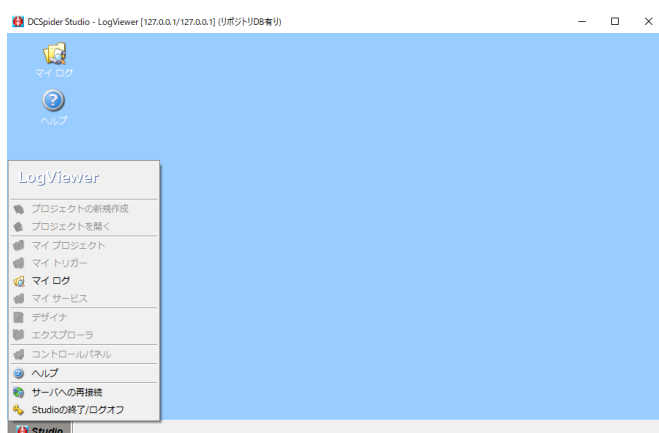 DCSpider Studio - LogViewer [127.0.0.1/127.0.0.1] (リポジトリDB有り)
マイ ログ
ヘルプ
LogViewer
プロジェクトの新規作成
プロジェクトを開く
マイ プロジェクト
マイ トリガー
マイ ログ
マイ サービス
デザイナ
エクスプローラ
コントロールパネル
ヘルプ
サーバへの再接続
Studioの終了/ログオフ
Studio